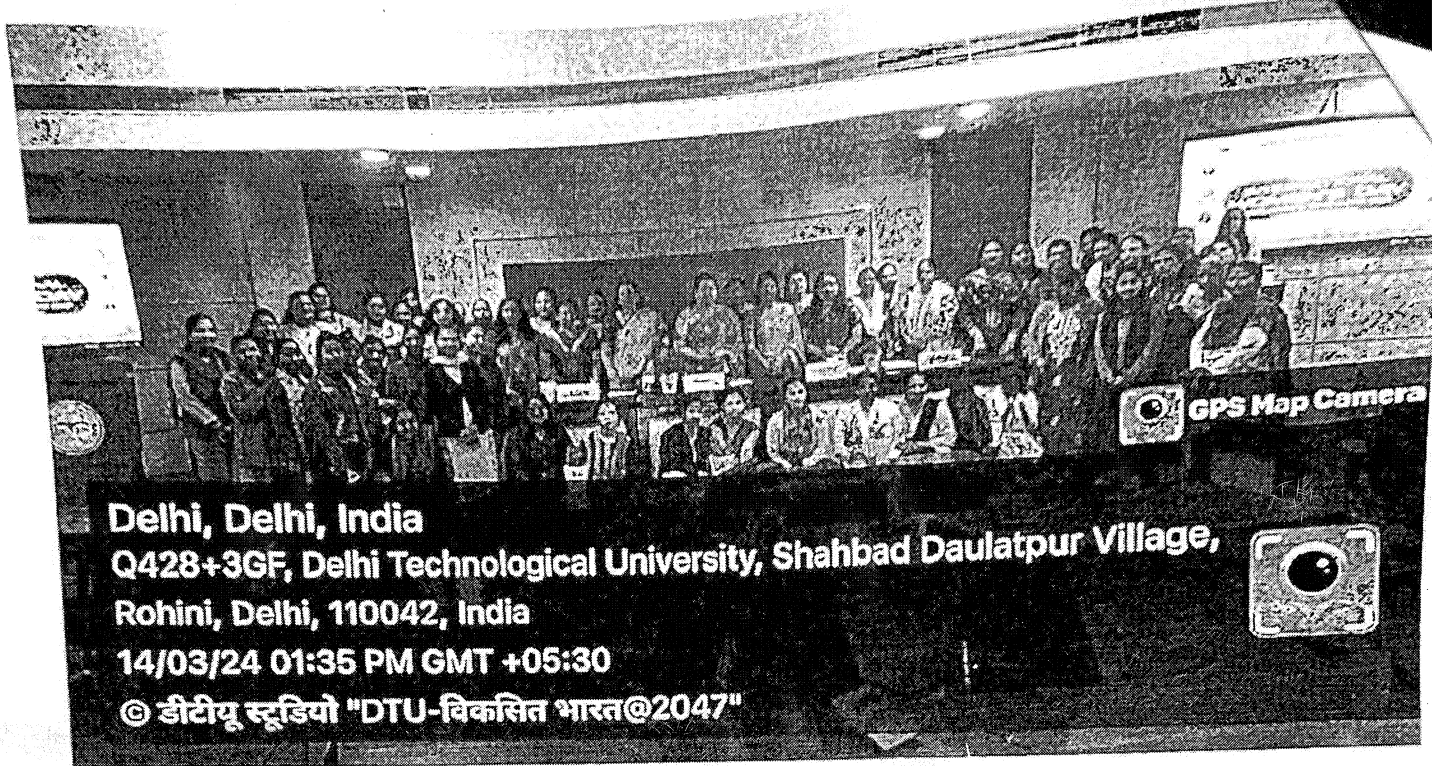 GPS Map Camera
Delhi, Delhi, India
Q428+3GF, Delhi Technological University, Shahbad Daulatpur Village,
Rohini, Delhi, 110042, India
14/03/24 01:35 PM GMT +05:30
© डीटीयू स्टूडियो "DTU-विकसित भारत@2047"